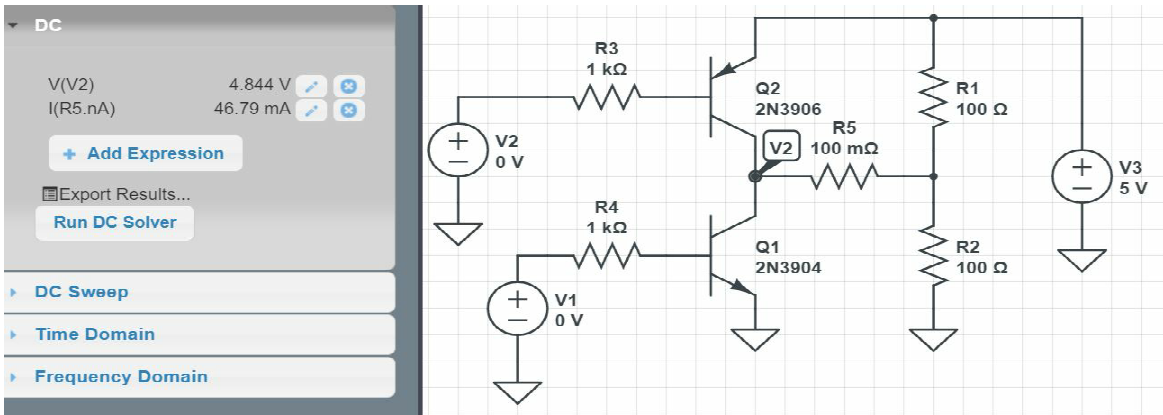 DC
V(V2) 4.844 V
I(R5.nA) 46.79 mA
+ Add Expression
Export Results...
Run DC Solver
DC Sweep
Time Domain
Frequency Domain
R3
1 kΩ
Q2
2N3906
R1
100 Ω
V2
0 V
V2
R5
100 mΩ
V3
5 V
R4
1 kΩ
Q1
2N3904
R2
100 Ω
V1
0 V